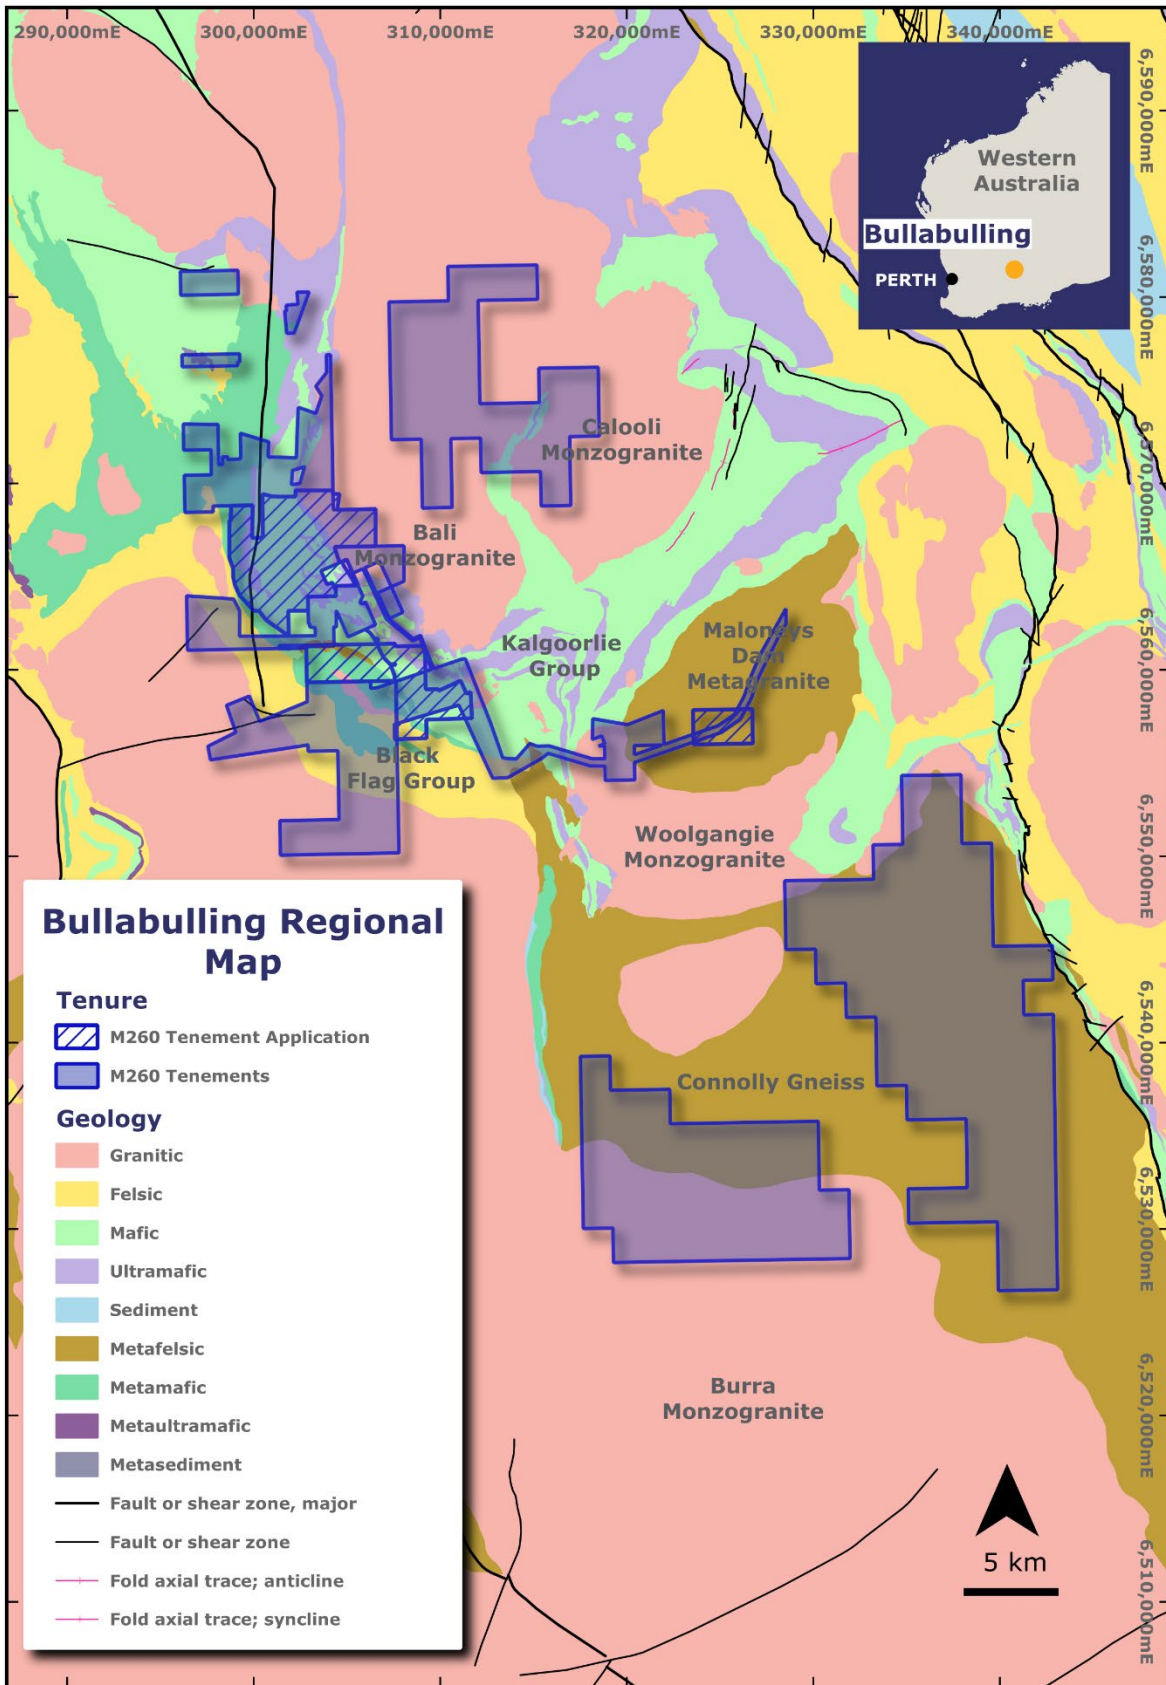 290,000mE 300,000mE 310,000mE 320,000mE 330,000mE 340,000mE
6,590,000mE
6,580,000mE
6,570,000mE
6,560,000mE
6,550,000mE
6,540,000mE
6,530,000mE
6,520,000mE
6,510,000mE
Western
Australia
Bullabulling
PERTH
Calooli
Monzogranite
Bali
Monzogranite
Kalgoorlie
Group
Maloneys
Dam
Metagranite
Black
Flag Group
Woolgangie
Monzogranite
Connolly Gneiss
Burra
Monzogranite
Bullabulling Regional
Map
Tenure
M260 Tenement Application
M260 Tenements
Geology
Granitic
Felsic
Mafic
Ultramafic
Sediment
Metafelsic
Metamafic
Metaultramafic
Metasediment
Fault or shear zone, major
Fault or shear zone
Fold axial trace; anticline
Fold axial trace; syncline
5 km